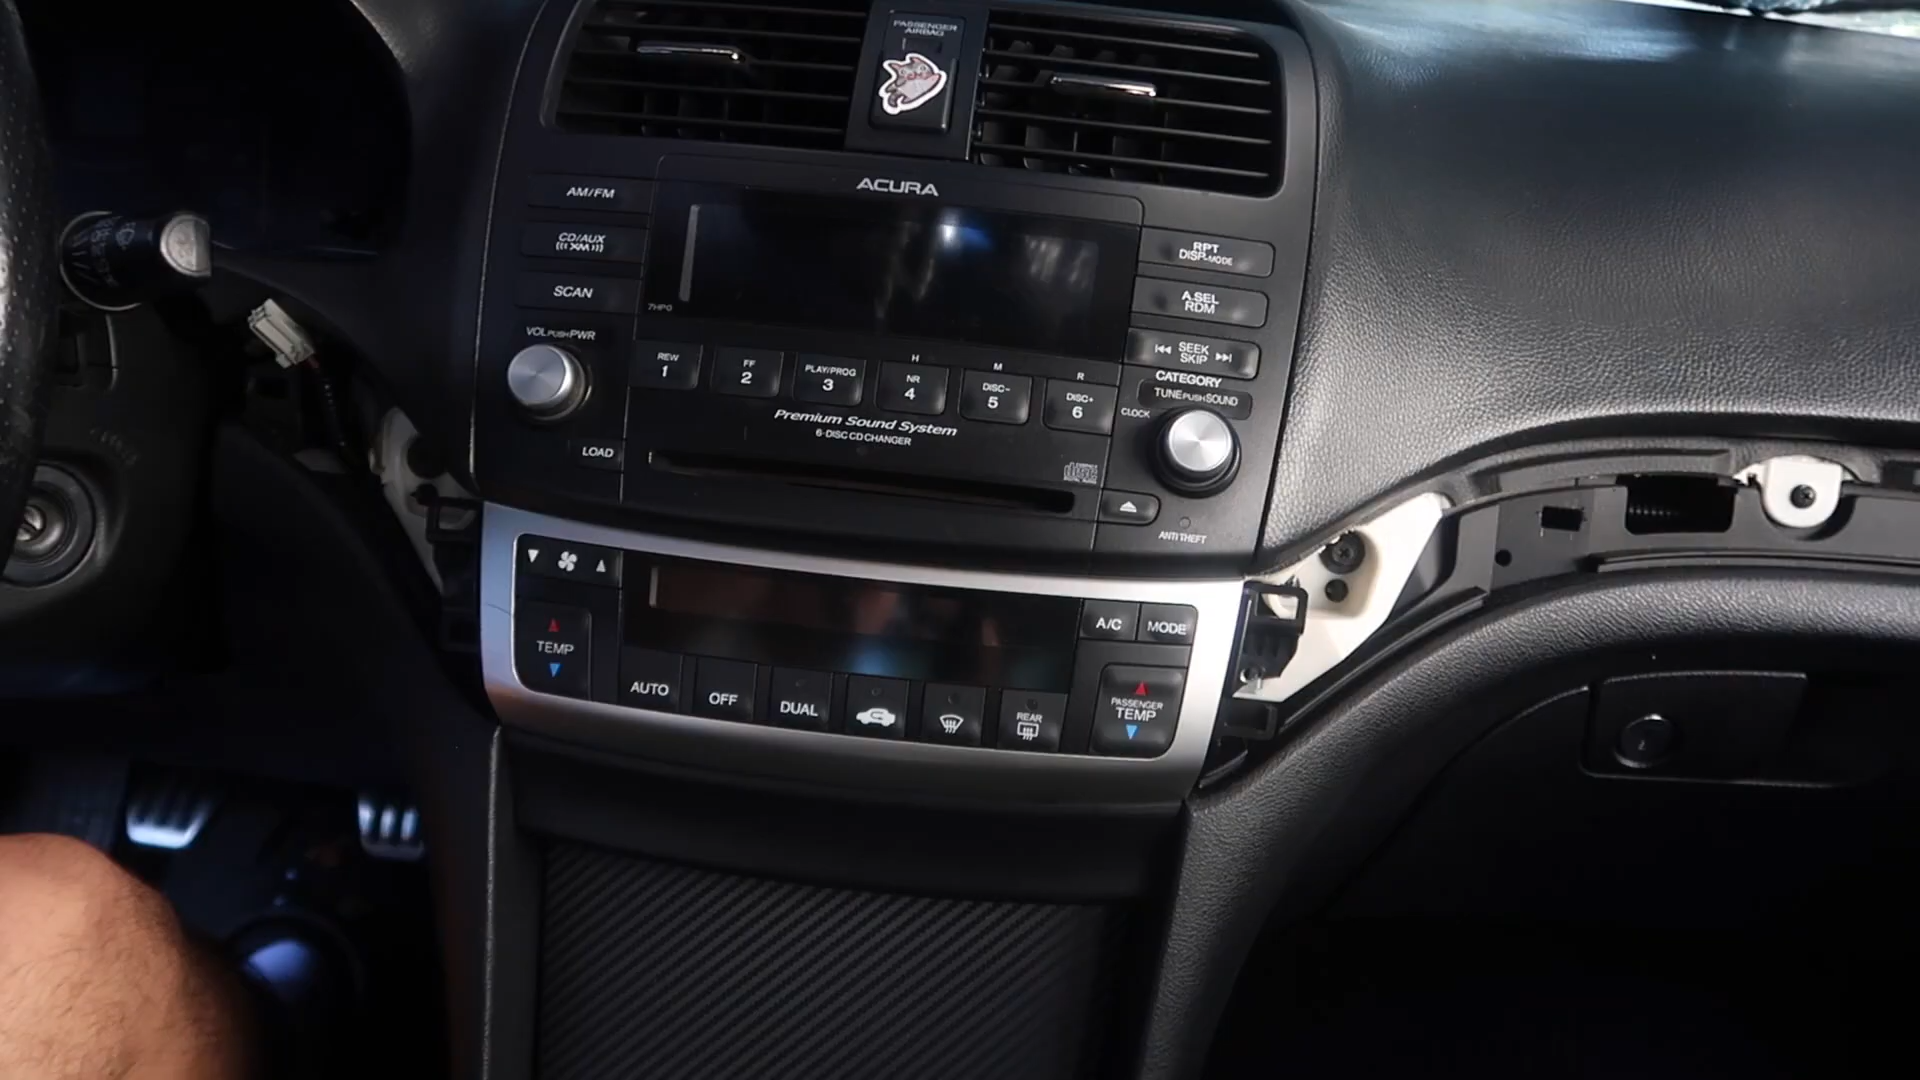 PASSENGER
AIRBAG
ACURA
AM/FM
CD/AUX
((( XM )))
SCAN
VOL PUSH PWR
LOAD
7HP0
RPT
DISP-MODE
A.SEL
RDM
SEEK
SKIP
CATEGORY
TUNE PUSH SOUND
CLOCK
REW
1
FF
2
PLAY/PROG
3
H
NR
4
M
DISC-
5
R
DISC+
6
Premium Sound System
6-DISC CD CHANGER
ANTI THEFT
TEMP
AUTO
OFF
DUAL
REAR
A/C
MODE
PASSENGER
TEMP